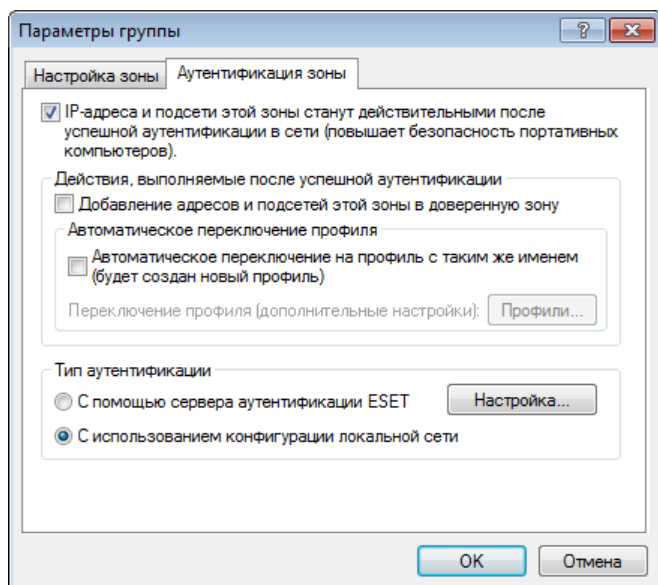 Параметры группы
Настройка зоны
Аутентификация зоны
IP-адреса и подсети этой зоны станут действительными после
успешной аутентификации в сети (повышает безопасность портативных
компьютеров).
Действия, выполняемые после успешной аутентификации
Добавление адресов и подсетей этой зоны в доверенную зону
Автоматическое переключение профиля
Автоматическое переключение на профиль с таким же именем
(будет создан новый профиль)
Переключение профиля (дополнительные настройки):
Профили...
Тип аутентификации
С помощью сервера аутентификации ESET
Настройка...
С использованием конфигурации локальной сети
OK
Отмена